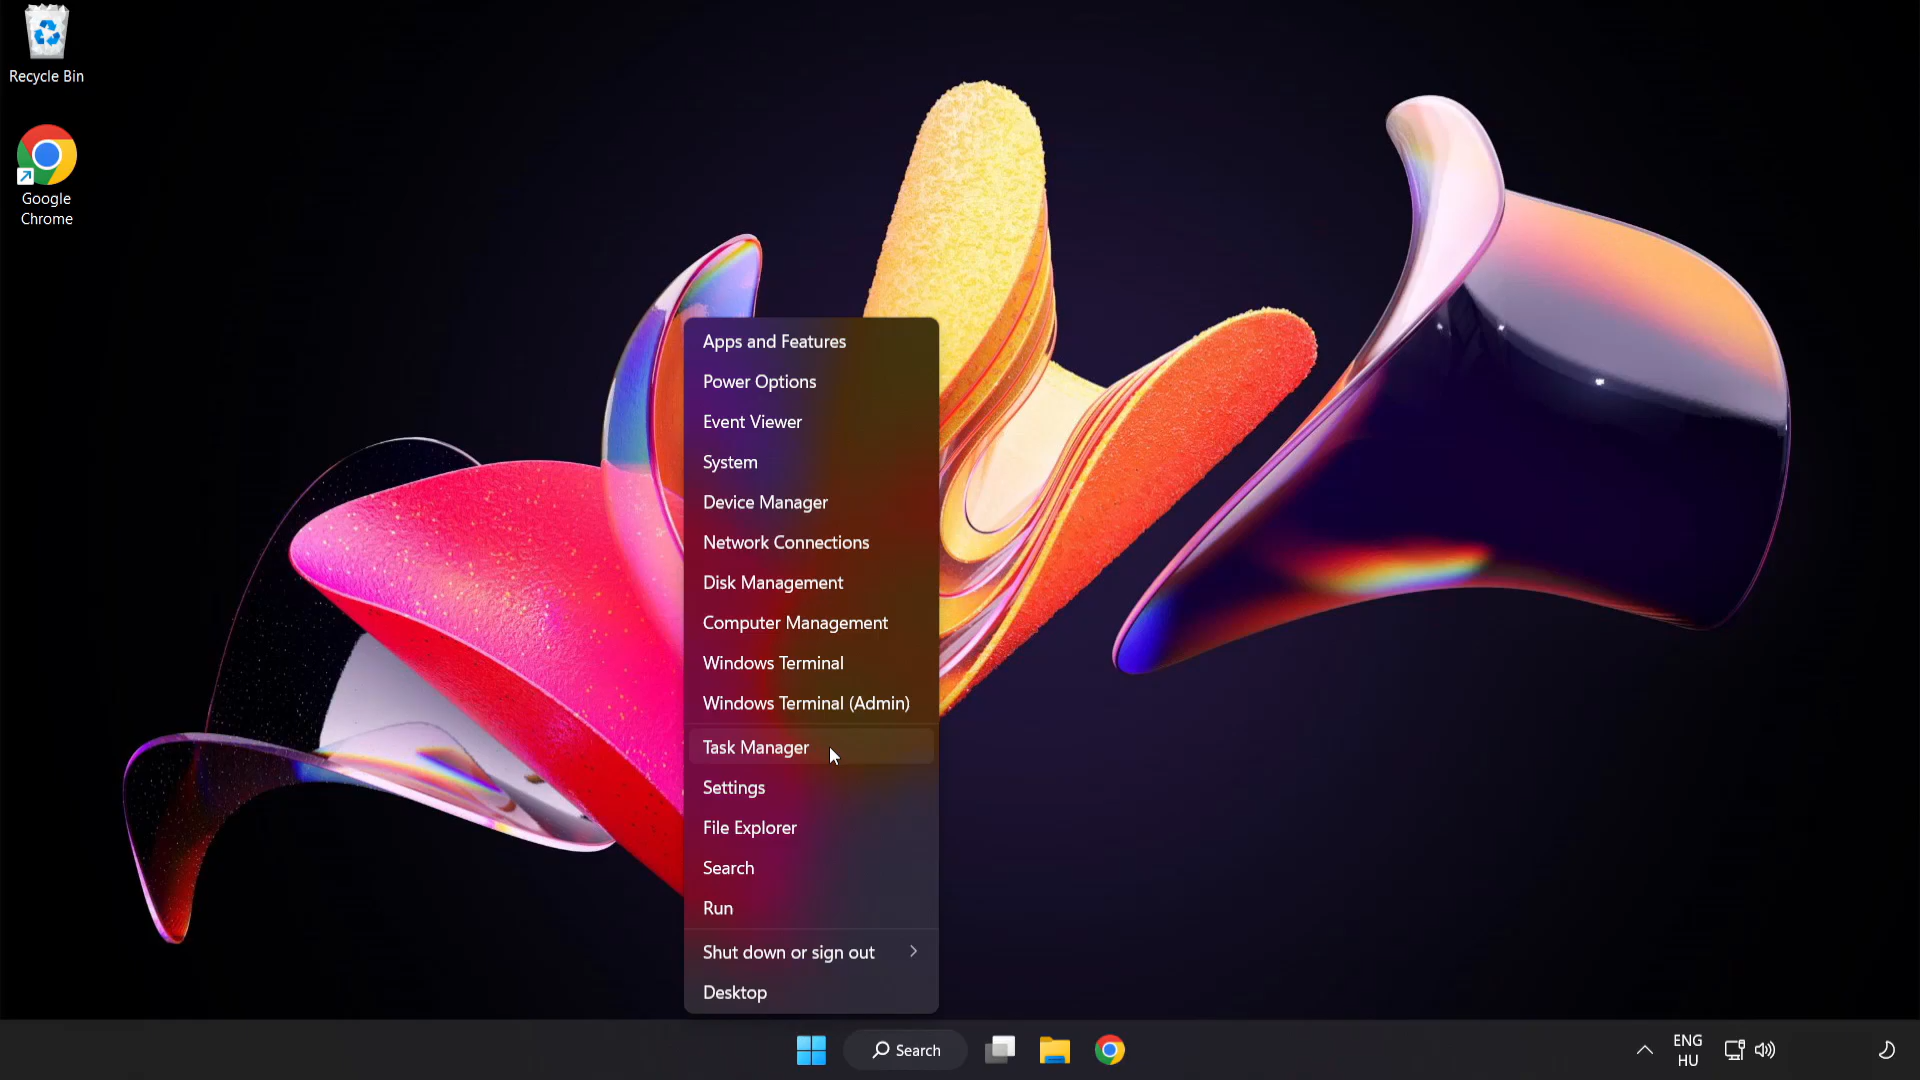 Recycle Bin
Google
Chrome
Apps and Features
Power Options
Event Viewer
System
Device Manager
Network Connections
Disk Management
Computer Management
Windows Terminal
Windows Terminal (Admin)
Task Manager
Settings
File Explorer
Search
Run
Shut down or sign out
Desktop
Search
ENG
HU